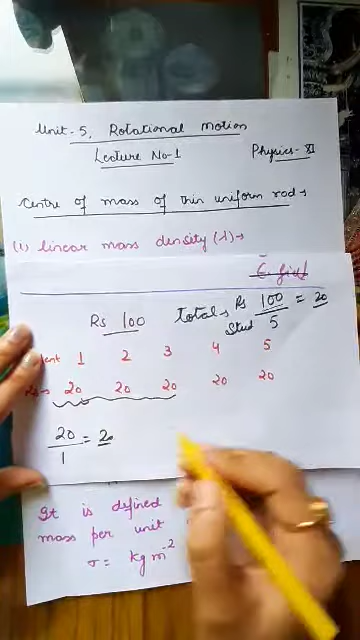 Unit-5, Rotational Motion
Lecture No-1 Physics-XI
Centre of mass of thin uniform rod→
(1) linear mass density (λ)→
Rs 100 Total→ Rs 100 = 20
Stud 5
ent 1 2 3 4 5
20 20 20 20 20
20 = 20
1
It is defined
mass per unit
σ = kg m⁻²